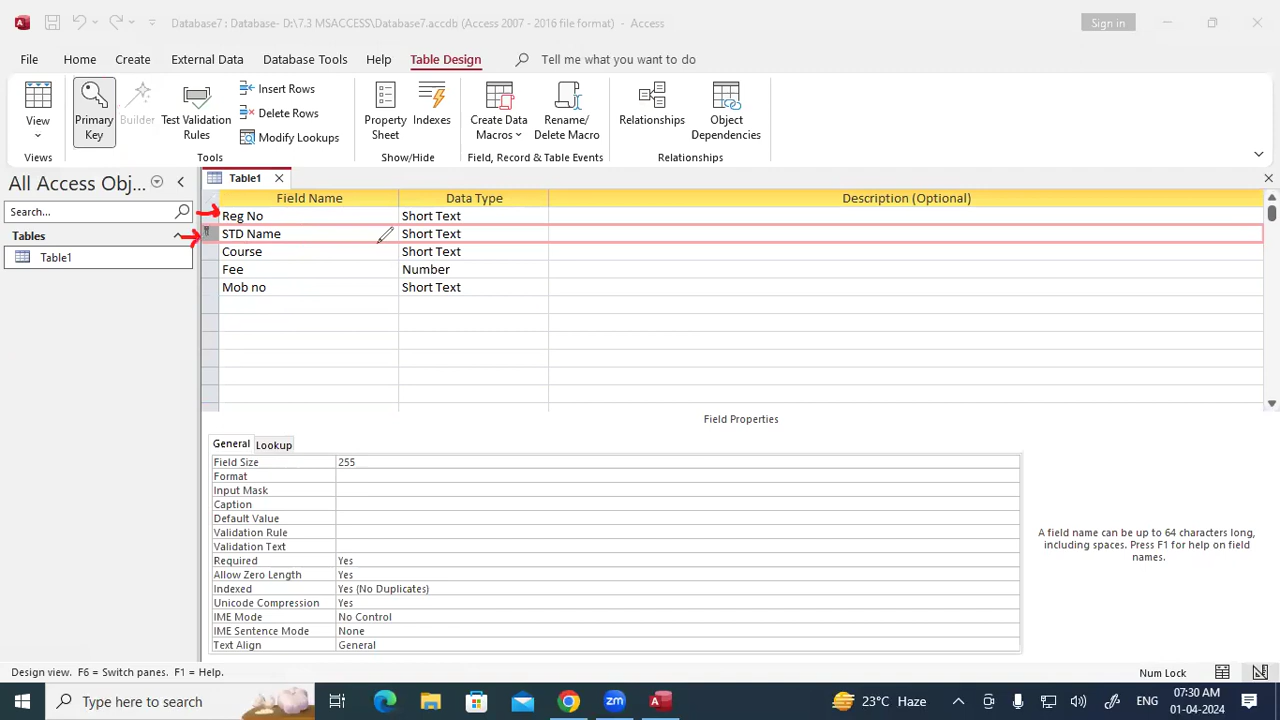 Database7 : Database- D:\7.3 MSACCESS\Database7.accdb (Access 2007 - 2016 file format) - Access
Sign in
File Home Create External Data Database Tools Help Table Design Tell me what you want to do
View
Primary Key
Builder
Test Validation Rules
Insert Rows
Delete Rows
Modify Lookups
Property Sheet
Indexes
Create Data Macros
Rename/ Delete Macro
Relationships
Object Dependencies
Views Tools Show/Hide Field, Record & Table Events Relationships
All Access Obj...
Search...
Tables
Table1
Table1
Field Name Data Type Description (Optional)
Reg No Short Text
STD Name Short Text
Course Short Text
Fee Number
Mob no Short Text
Field Properties
General Lookup
Field Size 255
Format
Input Mask
Caption
Default Value
Validation Rule
Validation Text
Required Yes
Allow Zero Length Yes
Indexed Yes (No Duplicates)
Unicode Compression Yes
IME Mode No Control
IME Sentence Mode None
Text Align General
A field name can be up to 64 characters long,
including spaces. Press F1 for help on field
names.
Design view. F6 = Switch panes. F1 = Help.
Num Lock
Type here to search
zm
23°C Haze
ENG
07:30 AM
01-04-2024